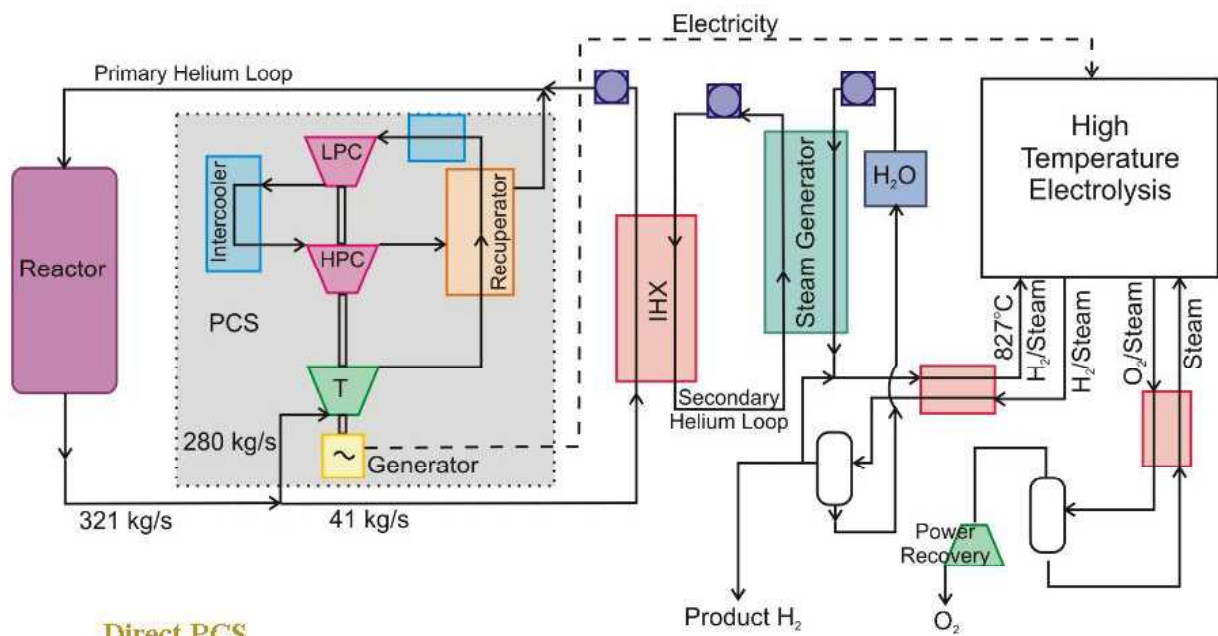 Electricity
Primary Helium Loop
High
Temperature
Electrolysis
LPC
H₂O
Intercooler
Recuperator
Steam Generator
HPC
Reactor
IHX
PCS
827°C
H₂/Steam
H₂/Steam
O₂/Steam
Steam
T
Secondary
Helium Loop
280 kg/s
~
Generator
321 kg/s
41 kg/s
Power
Recovery
Product H₂
O₂
Direct PCS